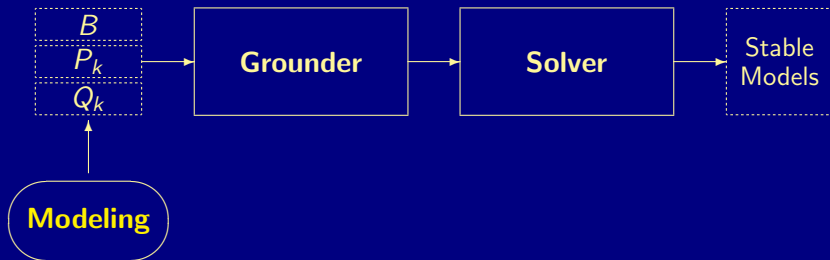 B
P_k
Q_k
Grounder
Solver
Stable
Models
Modeling